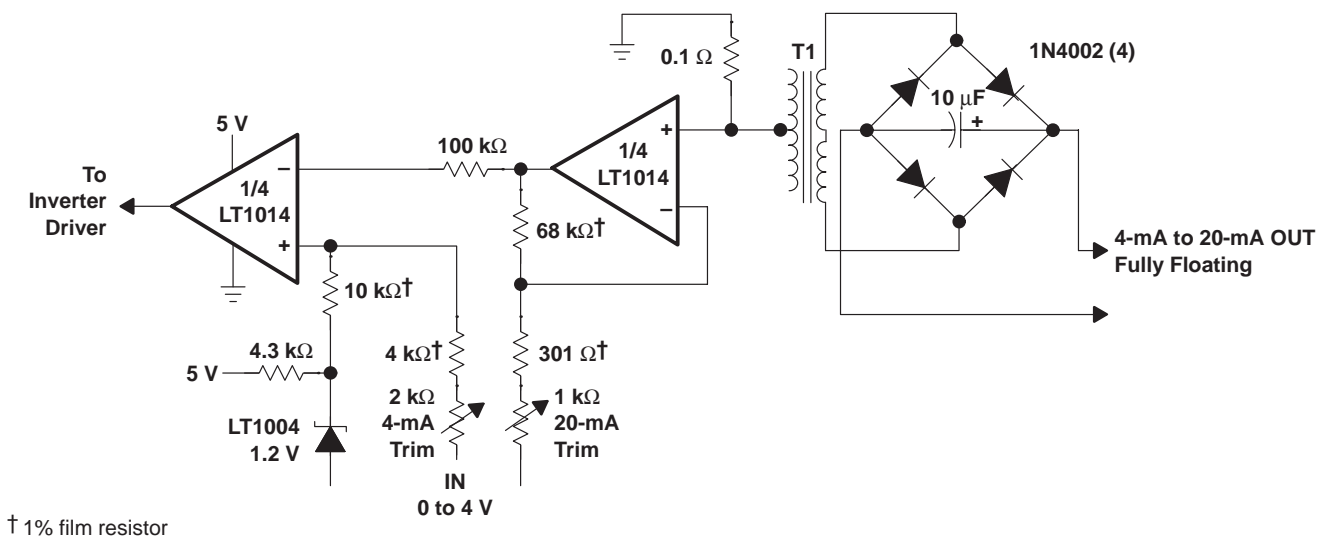 0.1 Ω
T1
1N4002 (4)
10 μF
+
5 V
100 kΩ
+
1/4
LT1014
−
To
Inverter
Driver
−
1/4
LT1014
+
68 kΩ†
4-mA to 20-mA OUT
Fully Floating
10 kΩ†
4.3 kΩ
5 V
4 kΩ†
301 Ω†
2 kΩ
4-mA
Trim
1 kΩ
20-mA
Trim
LT1004
1.2 V
IN
0 to 4 V
† 1% film resistor